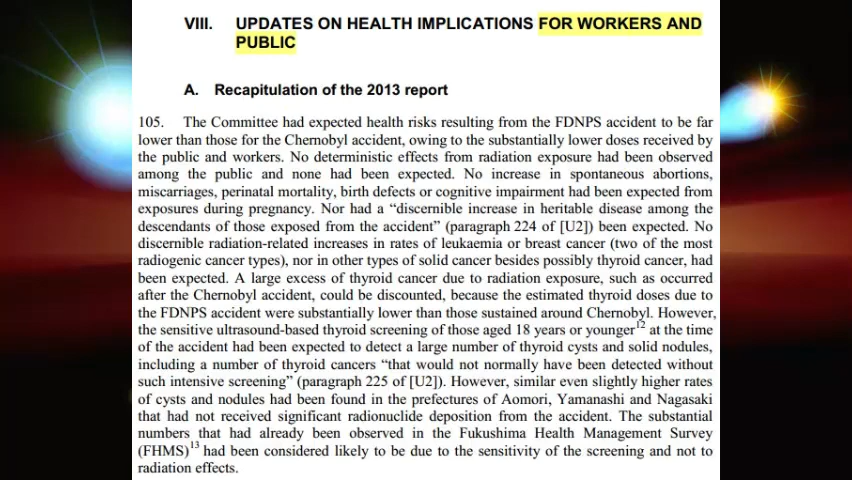 VIII. UPDATES ON HEALTH IMPLICATIONS FOR WORKERS AND
PUBLIC
A. Recapitulation of the 2013 report
105. The Committee had expected health risks resulting from the FDNPS accident to be far
lower than those for the Chernobyl accident, owing to the substantially lower doses received by
the public and workers. No deterministic effects from radiation exposure had been observed
among the public and none had been expected. No increase in spontaneous abortions,
miscarriages, perinatal mortality, birth defects or cognitive impairment had been expected from
exposures during pregnancy. Nor had a “discernible increase in heritable disease among the
descendants of those exposed from the accident” (paragraph 224 of [U2]) been expected. No
discernible radiation-related increases in rates of leukaemia or breast cancer (two of the most
radiogenic cancer types), nor in other types of solid cancer besides possibly thyroid cancer, had
been expected. A large excess of thyroid cancer due to radiation exposure, such as occurred
after the Chernobyl accident, could be discounted, because the estimated thyroid doses due to
the FDNPS accident were substantially lower than those sustained around Chernobyl. However,
the sensitive ultrasound-based thyroid screening of those aged 18 years or younger12 at the time
of the accident had been expected to detect a large number of thyroid cysts and solid nodules,
including a number of thyroid cancers “that would not normally have been detected without
such intensive screening” (paragraph 225 of [U2]). However, similar even slightly higher rates
of cysts and nodules had been found in the prefectures of Aomori, Yamanashi and Nagasaki
that had not received significant radionuclide deposition from the accident. The substantial
numbers that had already been observed in the Fukushima Health Management Survey
(FHMS)13 had been considered likely to be due to the sensitivity of the screening and not to
radiation effects.